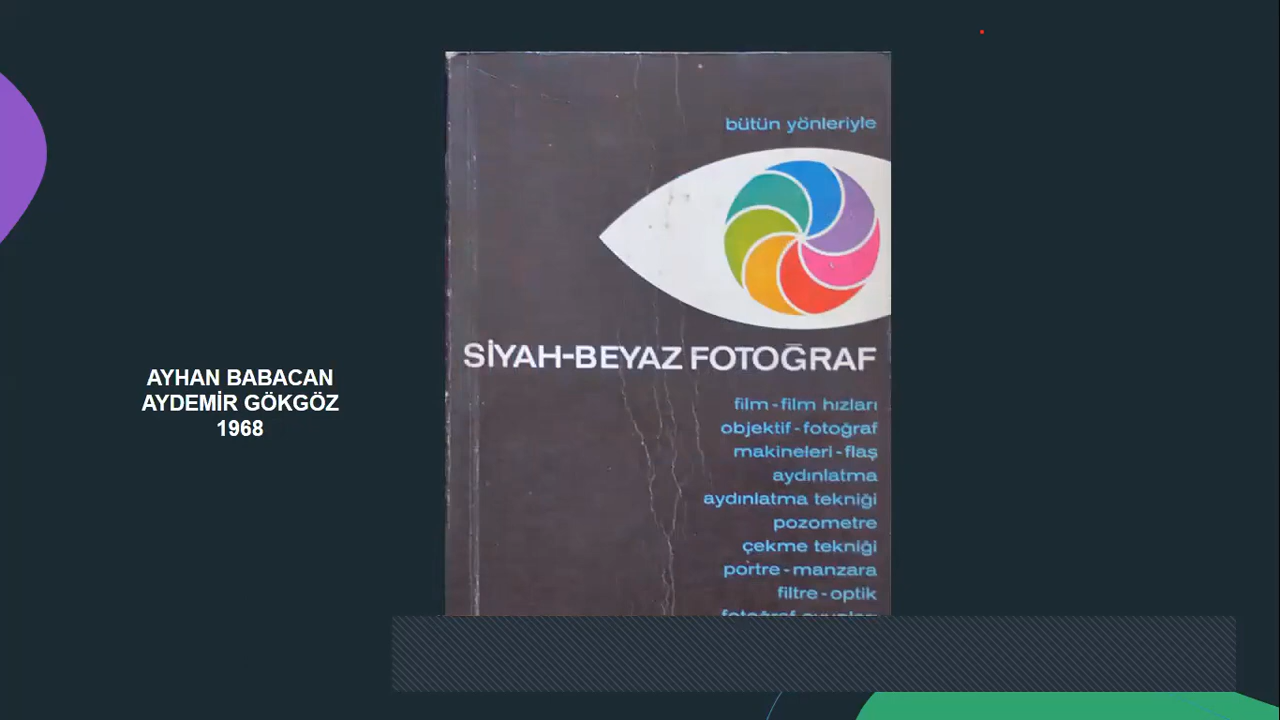 AYHAN BABACAN
AYDEMİR GÖKGÖZ
1968
bütün yönleriyle
SİYAH-BEYAZ FOTOĞRAF
film-film hızları
objektif-fotoğraf
makineleri-flaş
aydınlatma
aydınlatma tekniği
pozometre
çekme tekniği
portre-manzara
filtre-optik